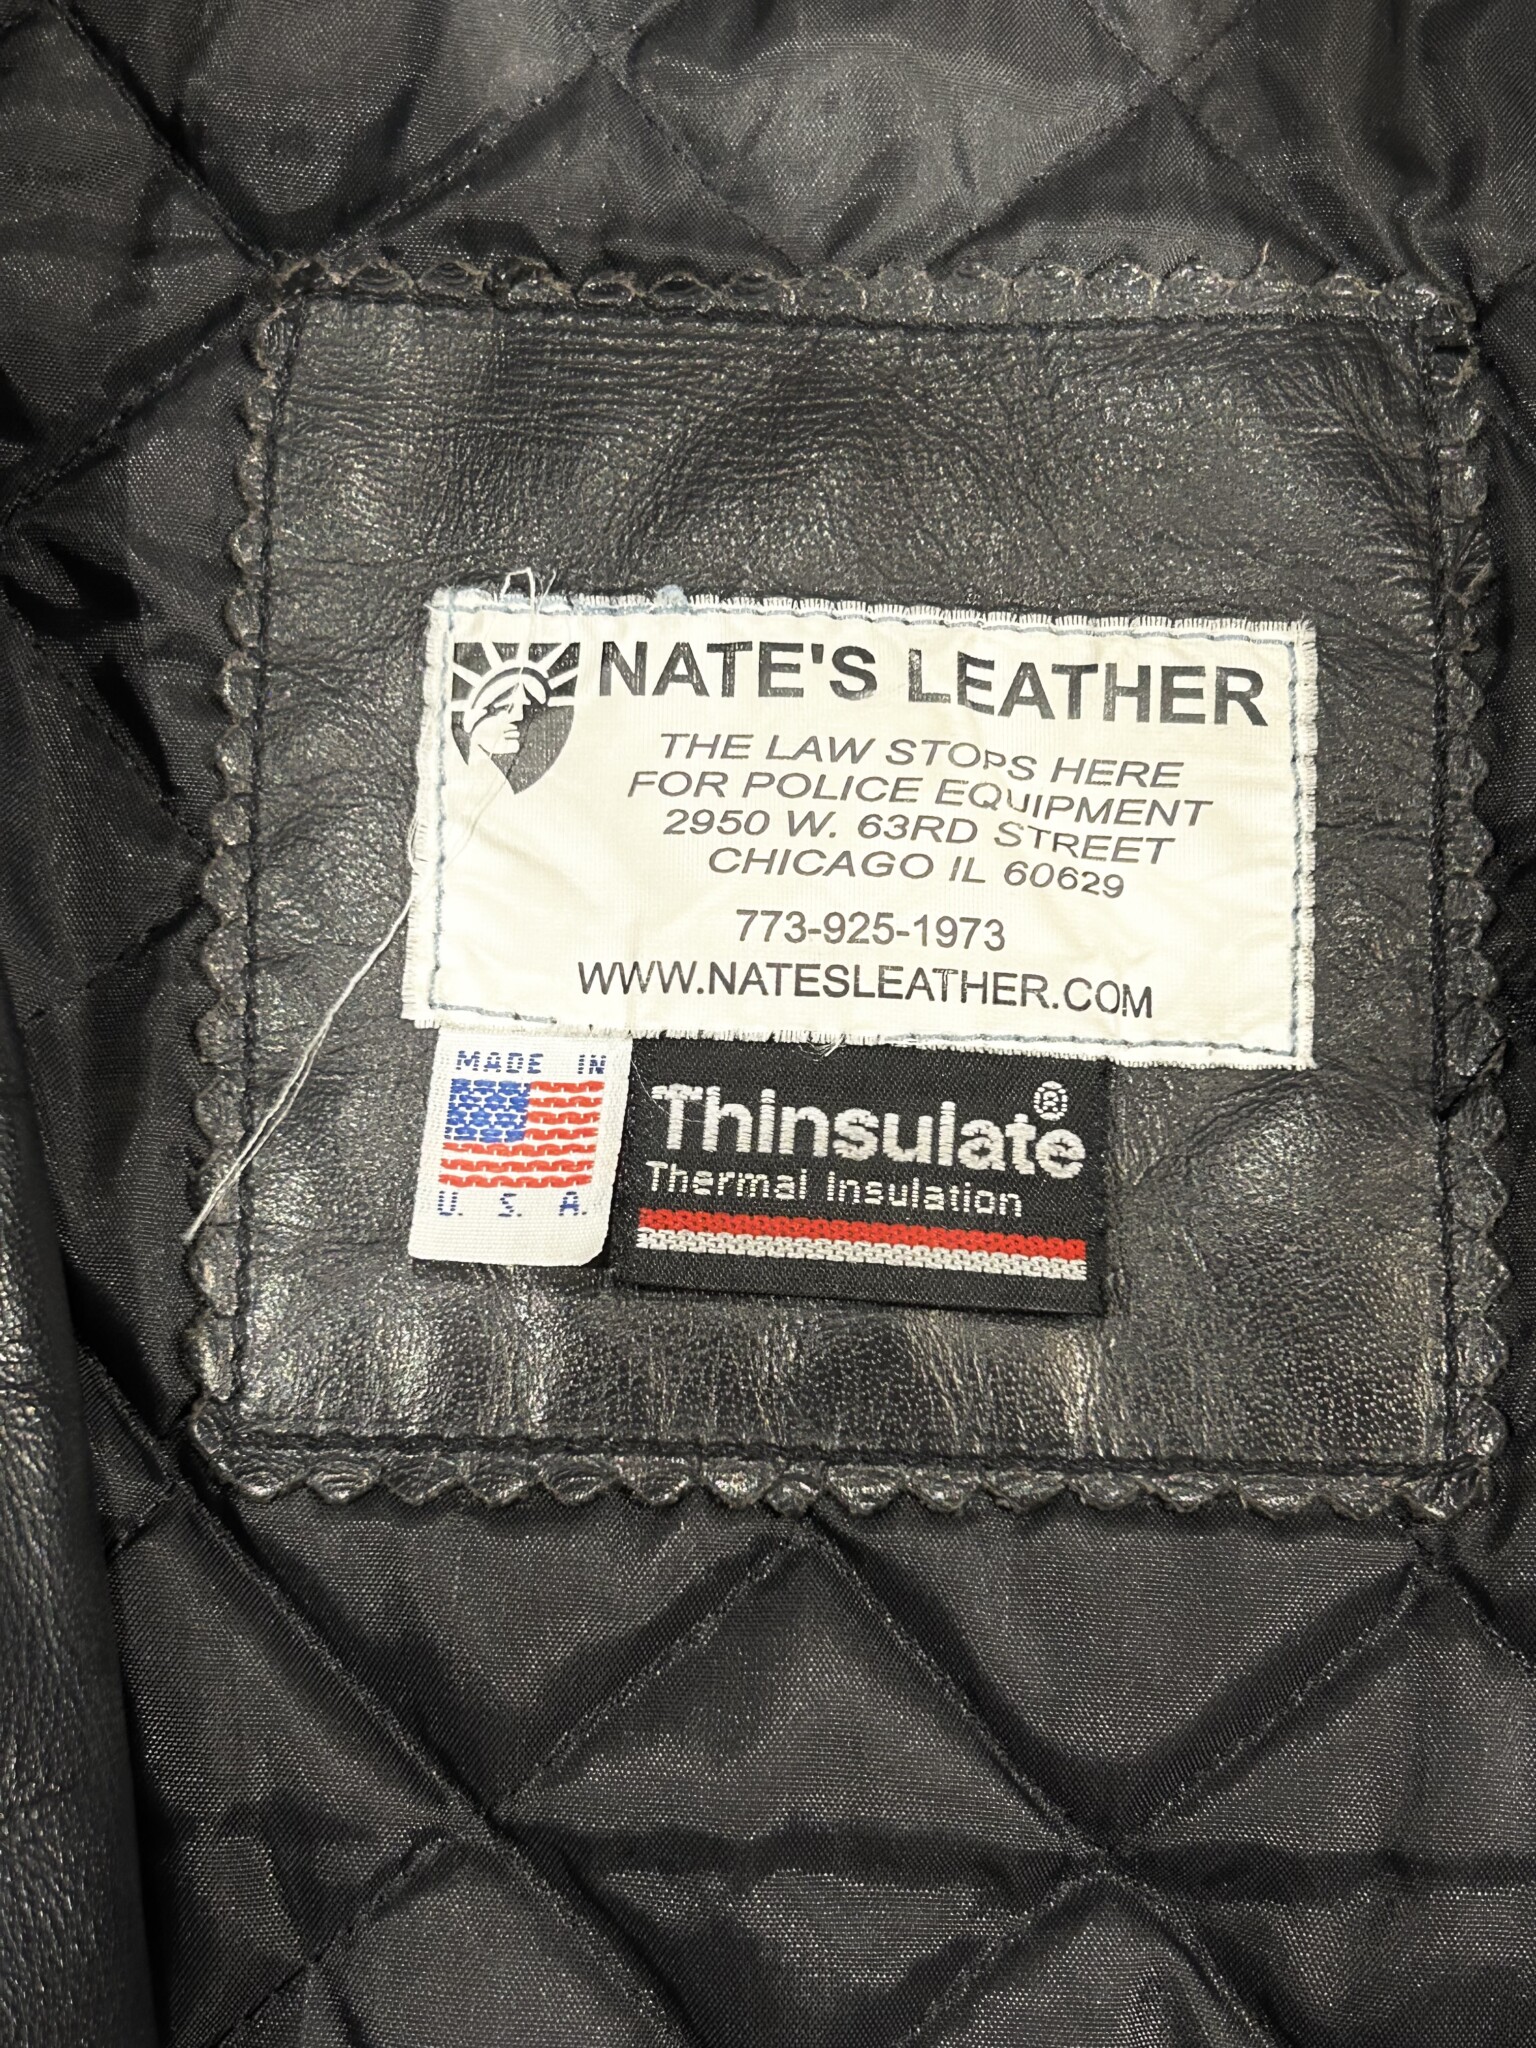 NATE'S LEATHER
THE LAW STOPS HERE
FOR POLICE EQUIPMENT
2950 W. 63RD STREET
CHICAGO IL 60629
773-925-1973
WWW.NATESLEATHER.COM
MADE IN
U. S. A.
Thinsulate®
Thermal Insulation